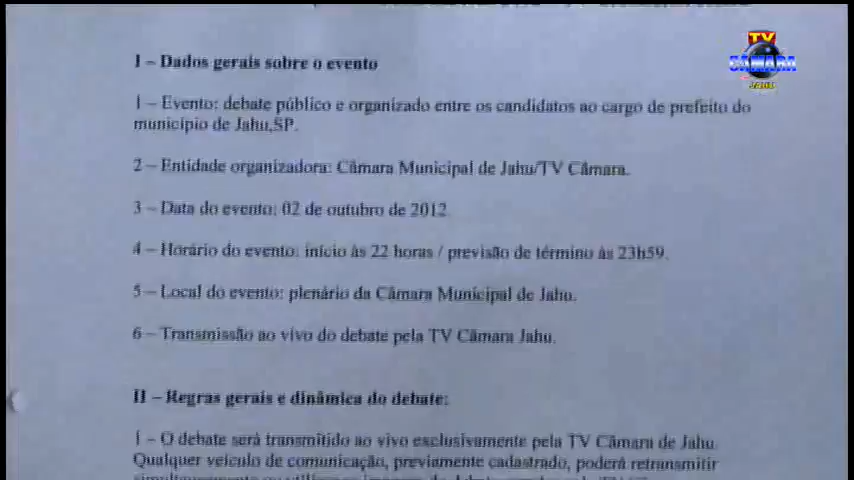 TV
CÂMARA
JAHU
I – Dados gerais sobre o evento
1 – Evento: debate público e organizado entre os candidatos ao cargo de prefeito do
município de Jahu,SP.
2 – Entidade organizadora: Câmara Municipal de Jahu/TV Câmara.
3 – Data do evento: 02 de outubro de 2012
4 – Horário do evento: início às 22 horas / previsão de término às 23h59.
5 – Local do evento: plenário da Câmara Municipal de Jahu.
6 – Transmissão ao vivo do debate pela TV Câmara Jahu.
II – Regras gerais e dinâmica do debate:
1 – O debate será transmitido ao vivo exclusivamente pela TV Câmara de Jahu.
Qualquer veículo de comunicação, previamente cadastrado, poderá retransmitir